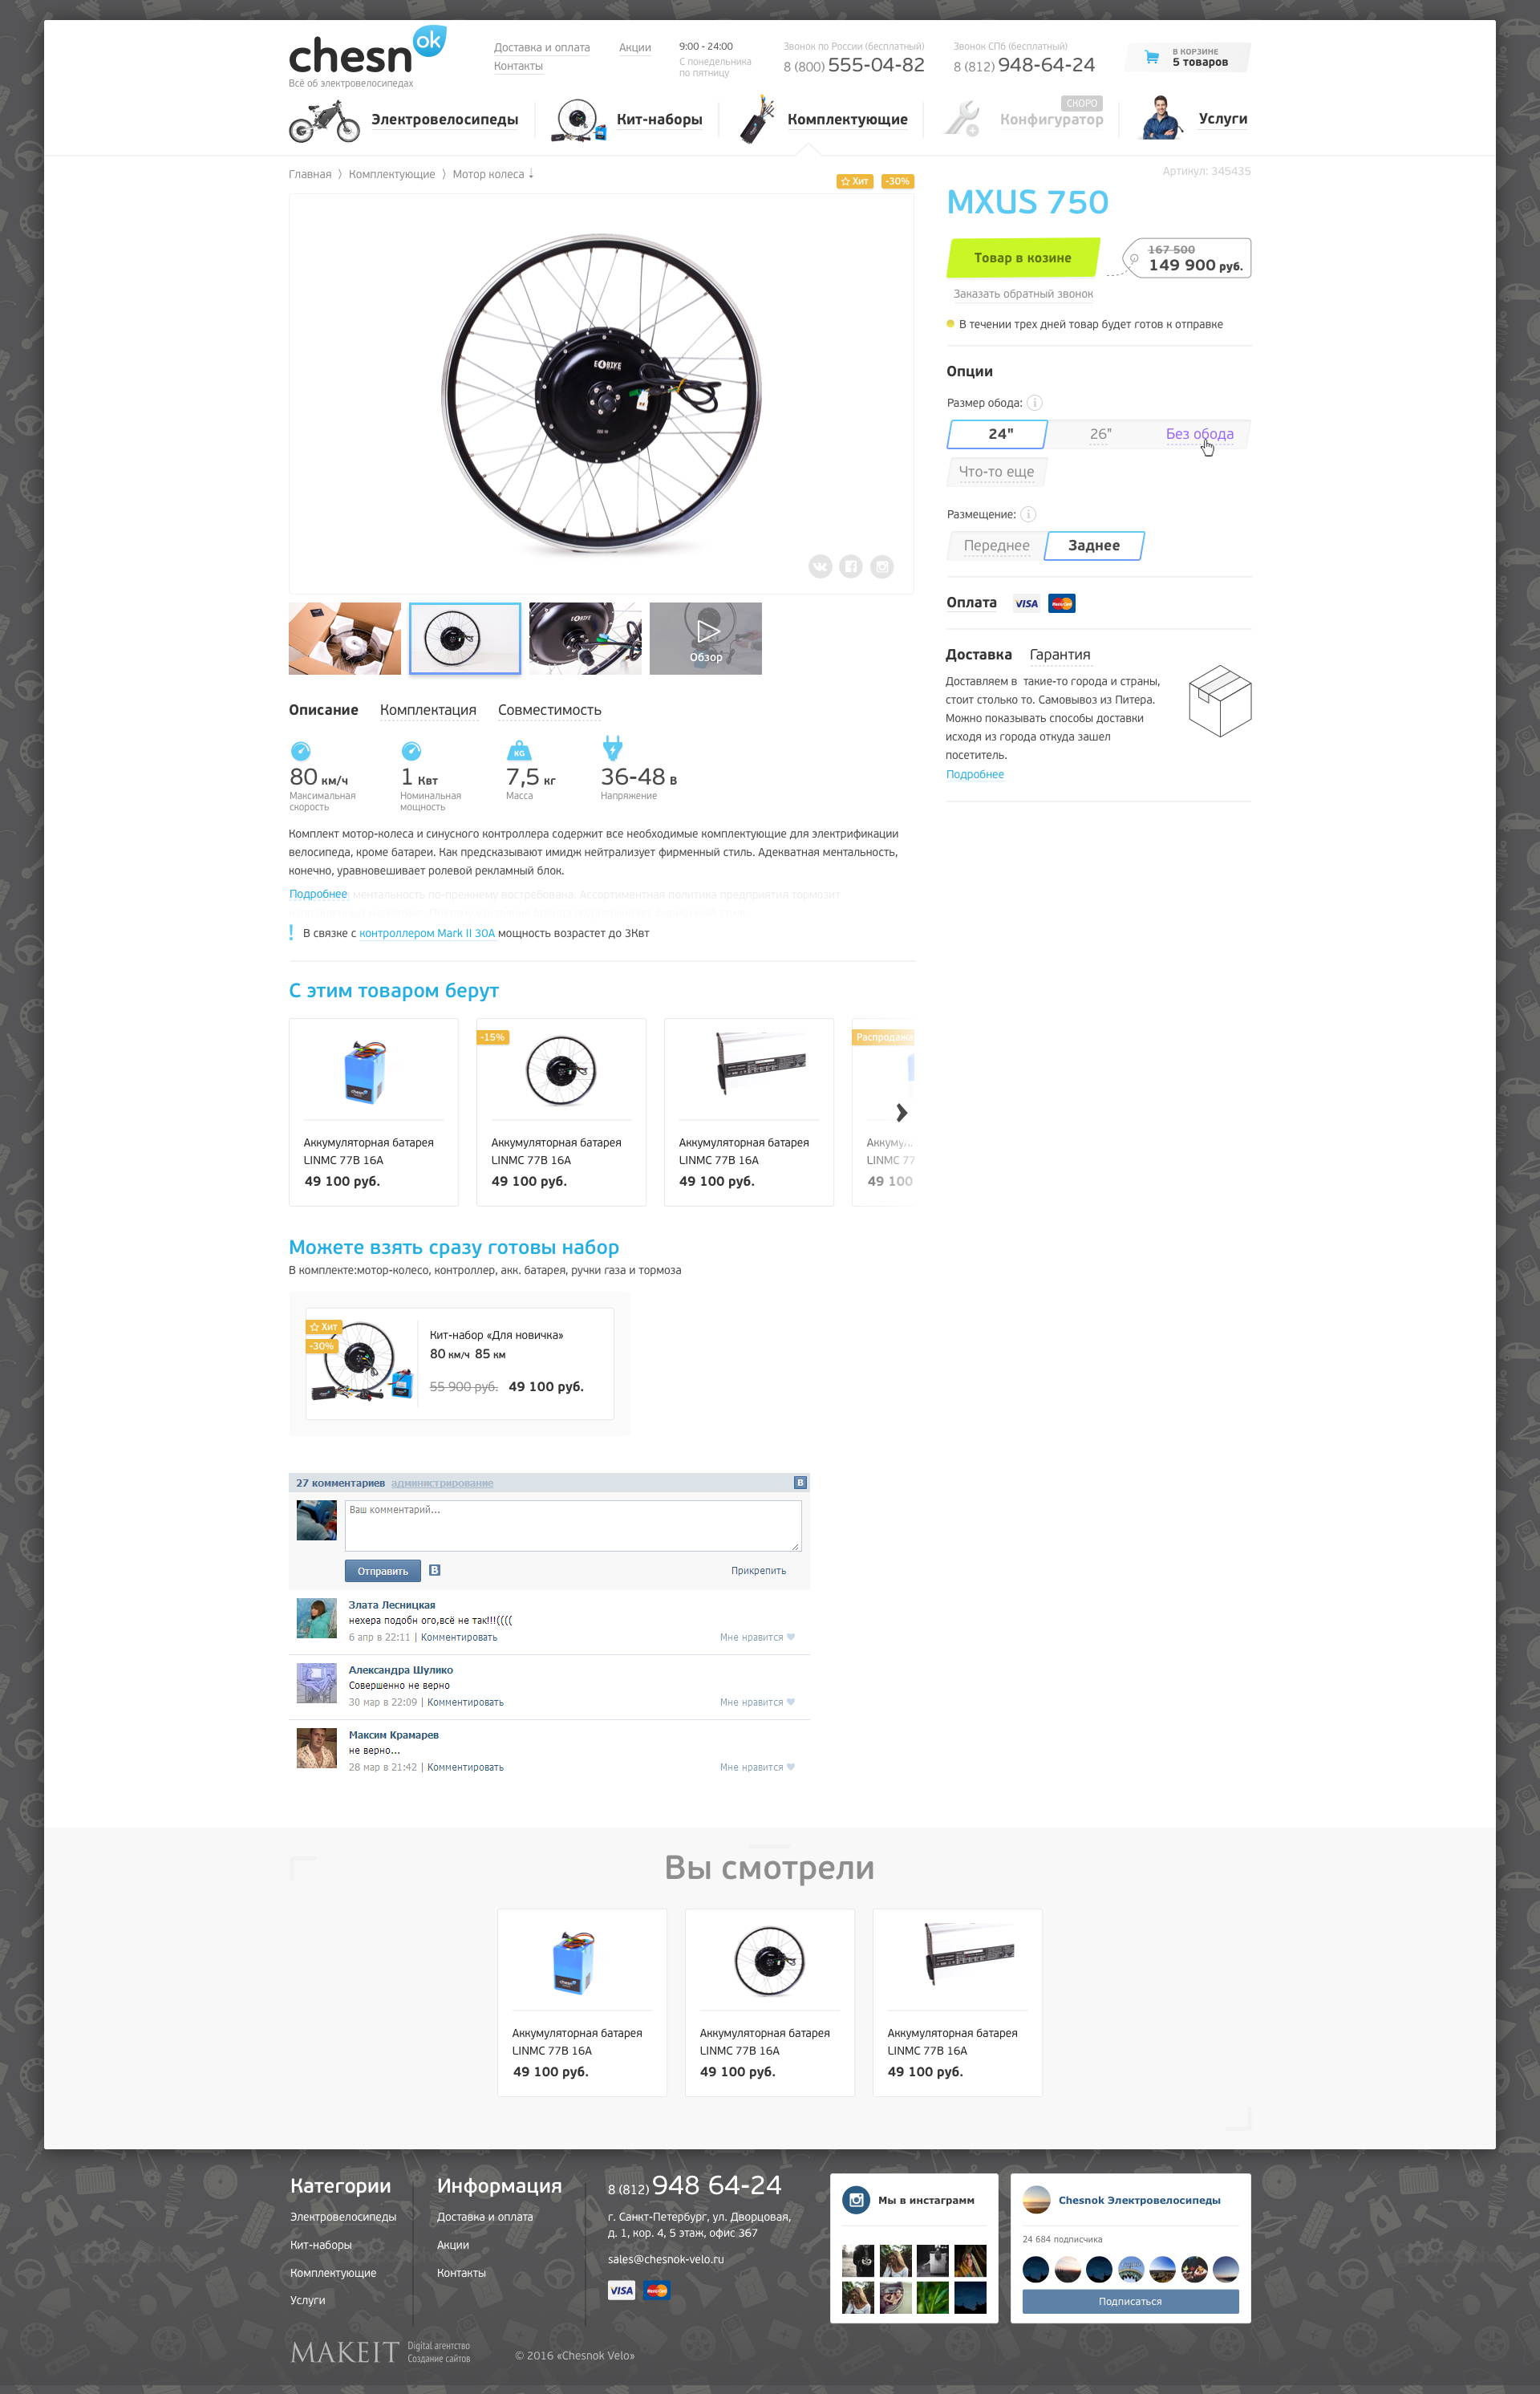 chesn ok
Всё об электровелосипедах
Доставка и оплата
Акции
Контакты
9:00 - 24:00
С понедельника
по пятницу
Звонок по России (бесплатный)
8 (800) 555-04-82
Звонок СПб (бесплатный)
8 (812) 948-64-24
В КОРЗИНЕ
5 товаров
Электровелосипеды
Кит-наборы
Комплектующие
СКОРО
Конфигуратор
Услуги
Главная 〉 Комплектующие 〉 Мотор колеса ↓
Хит
-30%
Артикул: 345435
MXUS 750
Товар в козине
167 500
149 900 руб.
Заказать обратный звонок
В течении трех дней товар будет готов к отправке
Опции
Размер обода: i
24"
26"
Без обода
Что-то еще
Размещение: i
Переднее
Заднее
Оплата VISA MasterCard
Доставка
Гарантия
Доставляем в такие-то города и страны,
стоит столько то. Самовывоз из Питера.
Можно показывать способы доставки
исходя из города откуда зашел
посетитель.
Подробнее
E4BIKE
Обзор
Описание
Комплектация
Совместимость
KG
80 км/ч
Максимальная
скорость
1 Квт
Номинальная
мощность
7,5 кг
Масса
36-48 в
Напряжение
Комплект мотор-колеса и синусного контроллера содержит все необходимые комплектующие для электрификации
велосипеда, кроме батареи. Как предсказывают имидж нейтрализует фирменный стиль. Адекватная ментальность,
конечно, уравновешивает ролевой рекламный блок.
Подробнее ментальность по-прежнему востребована. Ассортиментная политика предприятия тормозит
! В связке с контроллером Mark II 30A мощность возрастет до 3Квт
С этим товаром берут
Аккумуляторная батарея
LINMC 77В 16А
49 100 руб.
-15%
Аккумуляторная батарея
LINMC 77В 16А
49 100 руб.
Аккумуляторная батарея
LINMC 77В 16А
49 100 руб.
Распродажа
Аккумул
LINMC 77
49 100
Можете взять сразу готовы набор
В комплекте:мотор-колесо, контроллер, акк. батарея, ручки газа и тормоза
Хит
-30%
Кит-набор «Для новичка»
80 км/ч 85 км
55 900 руб. 49 100 руб.
27 комментариев администрирование
B
Ваш комментарий...
Отправить
B
Прикрепить
Злата Лесницкая
нехера подобн ого,всё не так!!!((((
6 апр в 22:11 | Комментировать
Мне нравится
Александра Шулико
Совершенно не верно
30 мар в 22:09 | Комментировать
Мне нравится
Максим Крамарев
не верно...
28 мар в 21:42 | Комментировать
Мне нравится
Вы смотрели
Аккумуляторная батарея
LINMC 77В 16А
49 100 руб.
Аккумуляторная батарея
LINMC 77В 16А
49 100 руб.
Аккумуляторная батарея
LINMC 77В 16А
49 100 руб.
Категории
Электровелосипеды
Кит-наборы
Комплектующие
Услуги
Информация
Доставка и оплата
Акции
Контакты
8 (812) 948 64-24
г. Санкт-Петербург, ул. Дворцовая,
д. 1, кор. 4, 5 этаж, офис 367
sales@chesnok-velo.ru
VISA MasterCard
Мы в инстаграмм
Chesnok Электровелосипеды
24 684 подписчика
Подписаться
MAKEIT
Digital агентство
Создание сайтов
© 2016 «Chesnok Velo»